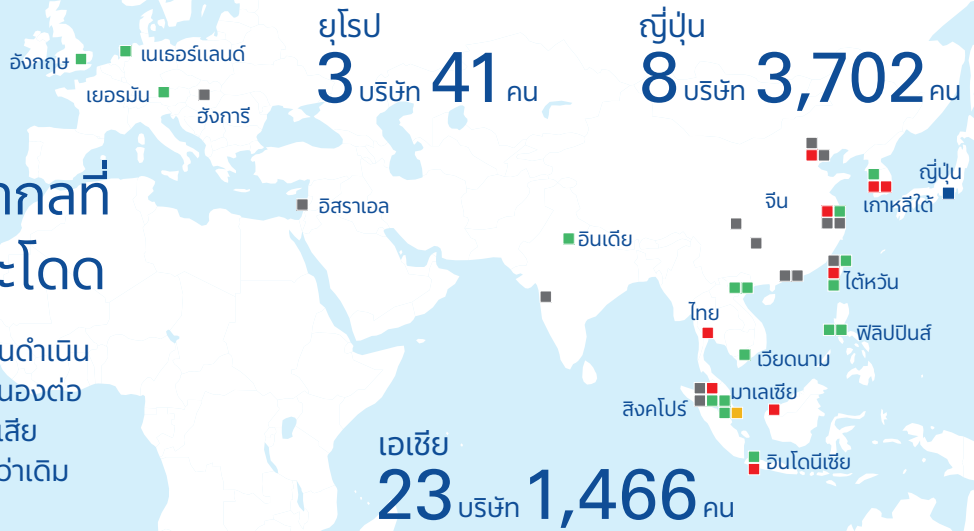 ยุโรป
3 บริษัท 41 คน
ญี่ปุ่น
8 บริษัท 3,702 คน
อังกฤษ
เนเธอร์แลนด์
เยอรมัน
ฮังการี
อิสราเอล
อินเดีย
จีน
ญี่ปุ่น
เกาหลีใต้
ไต้หวัน
ไทย
ฟิลิปปินส์
เวียดนาม
มาเลเซีย
สิงคโปร์
อินโดนีเซีย
เอเชีย
23 บริษัท 1,466 คน
ากลที่
ะโดด
นดำเนิน
นองต่อ
เสีย
ว่าเดิม